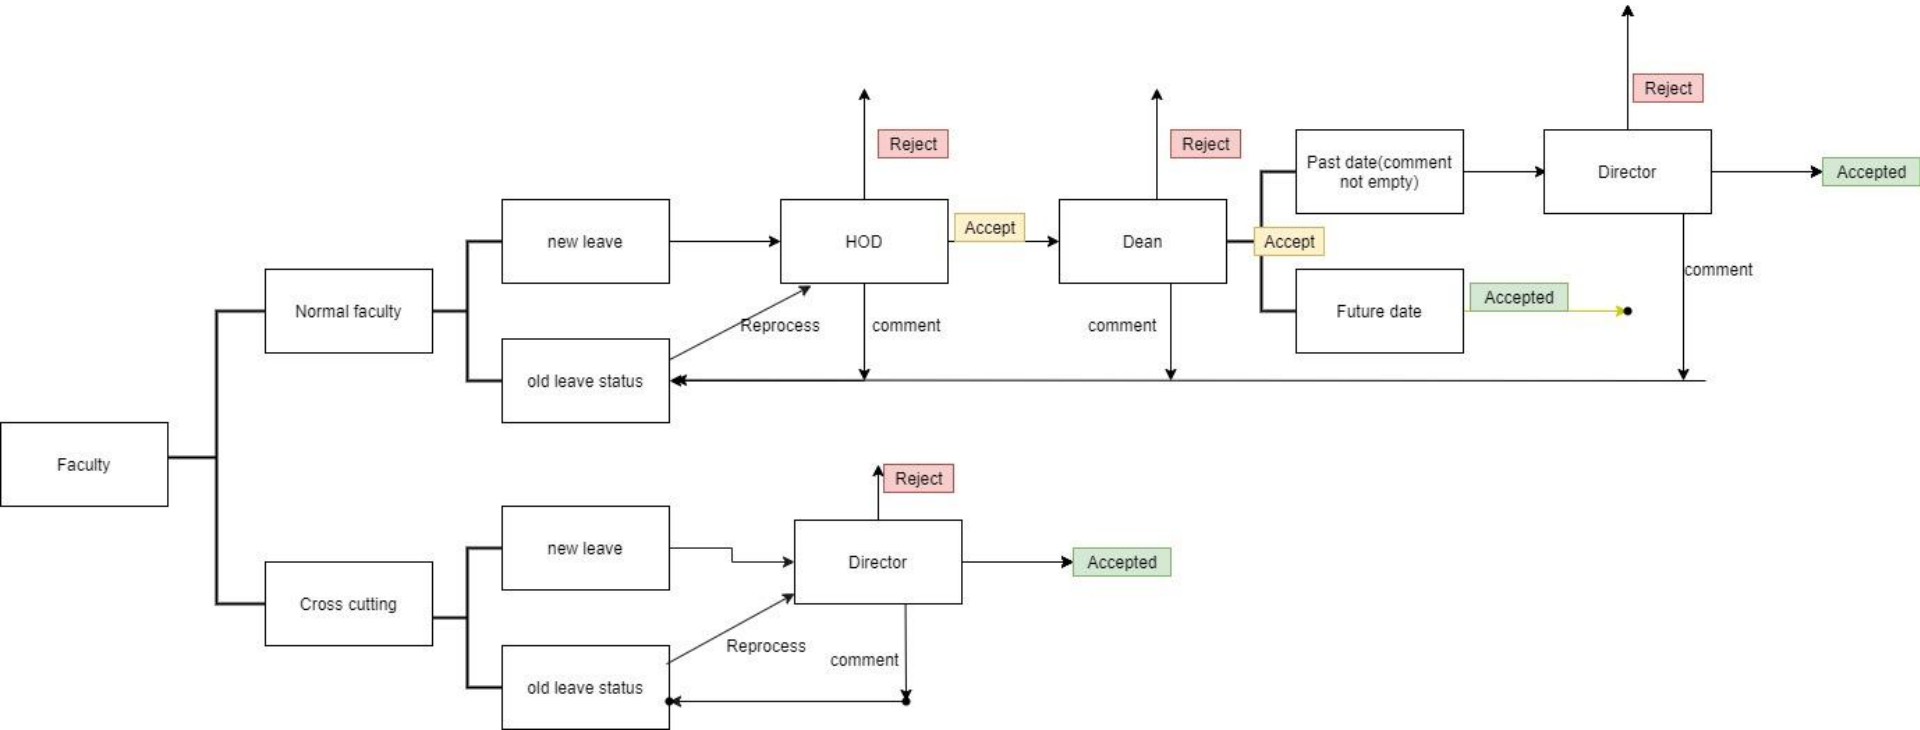 Reject
Reject
Reject
Past date(comment
not empty)
Director
Accepted
new leave
HOD
Accept
Dean
Accept
comment
Normal faculty
Reprocess
comment
comment
Future date
Accepted
old leave status
Faculty
Reject
new leave
Director
Accepted
Cross cutting
Reprocess
comment
old leave status